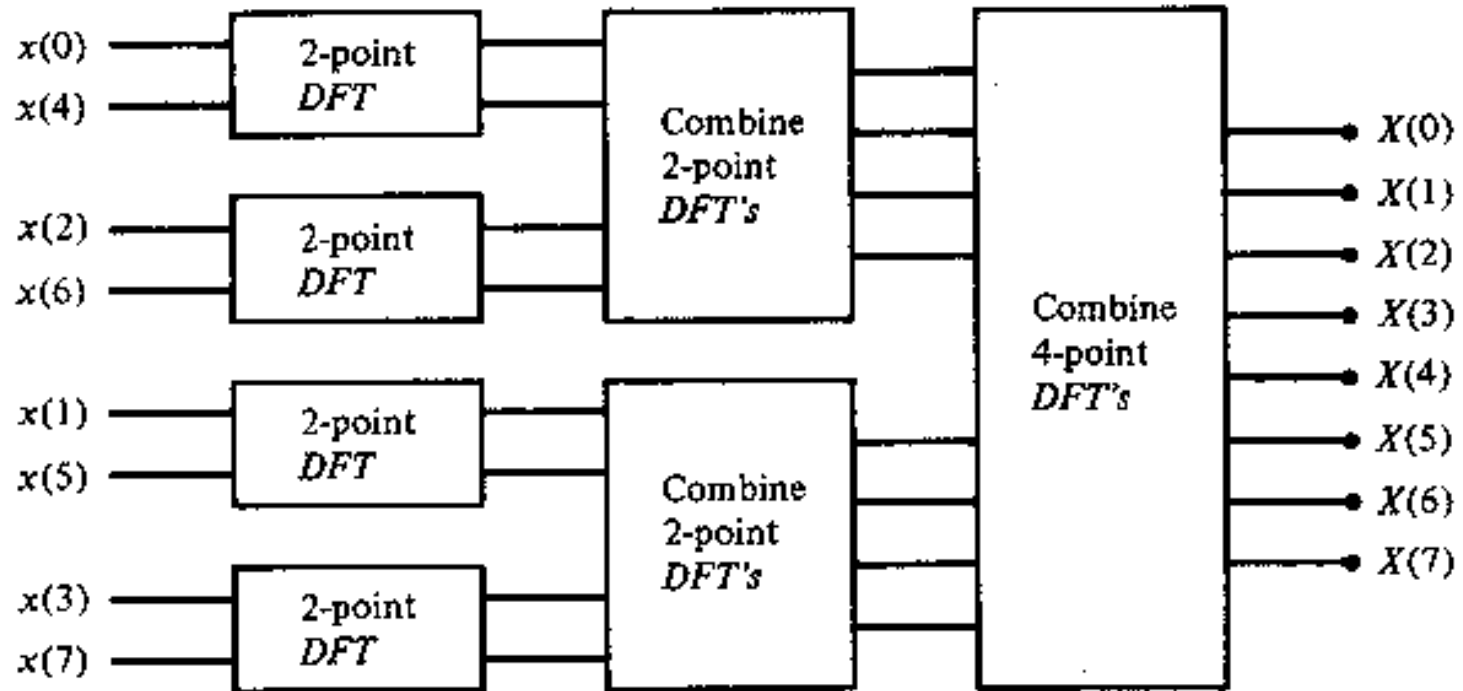 x(0)
x(4)
2-point
DFT
x(2)
x(6)
2-point
DFT
x(1)
x(5)
2-point
DFT
x(3)
x(7)
2-point
DFT
Combine
2-point
DFT's
Combine
2-point
DFT's
Combine
4-point
DFT's
X(0)
X(1)
X(2)
X(3)
X(4)
X(5)
X(6)
X(7)